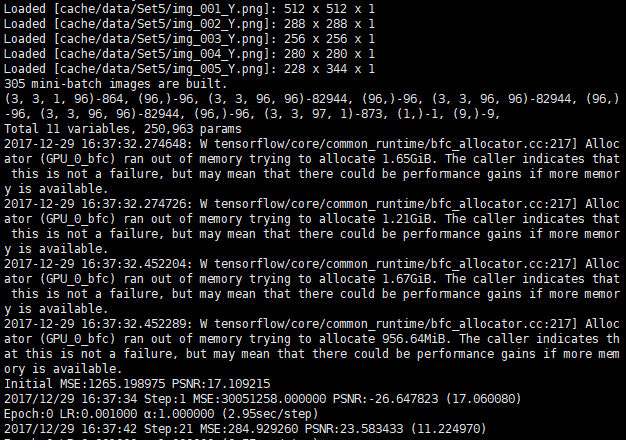 Loaded [cache/data/Set5/img_001_Y.png]: 512 x 512 x 1
Loaded [cache/data/Set5/img_002_Y.png]: 288 x 288 x 1
Loaded [cache/data/Set5/img_003_Y.png]: 256 x 256 x 1
Loaded [cache/data/Set5/img_004_Y.png]: 280 x 280 x 1
Loaded [cache/data/Set5/img_005_Y.png]: 228 x 344 x 1
305 mini-batch images are built.
(3, 3, 1, 96)-864, (96,)-96, (3, 3, 96, 96)-82944, (96,)-96, (3, 3, 96, 96)-82944, (96,)
-96, (3, 3, 96, 96)-82944, (96,)-96, (3, 3, 97, 1)-873, (1,)-1, (9,)-9,
Total 11 variables, 250,963 params
2017-12-29 16:37:32.274648: W tensorflow/core/common_runtime/bfc_allocator.cc:217] Alloc
ator (GPU_0_bfc) ran out of memory trying to allocate 1.65GiB. The caller indicates that
 this is not a failure, but may mean that there could be performance gains if more memor
y is available.
2017-12-29 16:37:32.274726: W tensorflow/core/common_runtime/bfc_allocator.cc:217] Alloc
ator (GPU_0_bfc) ran out of memory trying to allocate 1.21GiB. The caller indicates that
 this is not a failure, but may mean that there could be performance gains if more memor
y is available.
2017-12-29 16:37:32.452204: W tensorflow/core/common_runtime/bfc_allocator.cc:217] Alloc
ator (GPU_0_bfc) ran out of memory trying to allocate 1.67GiB. The caller indicates that
 this is not a failure, but may mean that there could be performance gains if more memor
y is available.
2017-12-29 16:37:32.452289: W tensorflow/core/common_runtime/bfc_allocator.cc:217] Alloc
ator (GPU_0_bfc) ran out of memory trying to allocate 956.64MiB. The caller indicates th
at this is not a failure, but may mean that there could be performance gains if more mem
ory is available.
Initial MSE:1265.198975 PSNR:17.109215
2017/12/29 16:37:34 Step:1 MSE:30051258.000000 PSNR:-26.647823 (17.060080)
Epoch:0 LR:0.001000 α:1.000000 (2.95sec/step)
2017/12/29 16:37:42 Step:21 MSE:284.929260 PSNR:23.583433 (11.224970)